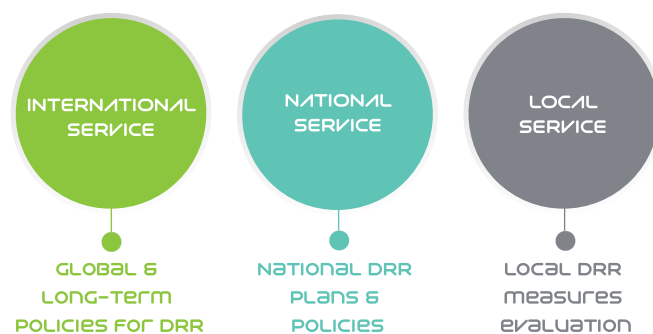 INTERNATIONAL
SERVICE
NATIONAL
SERVICE
LOCAL
SERVICE
GLOBAL &
LONG-TERM
POLICIES FOR DRR
NATIONAL DRR
PLANS &
POLICIES
LOCAL DRR
MEASURES
EVALUATION